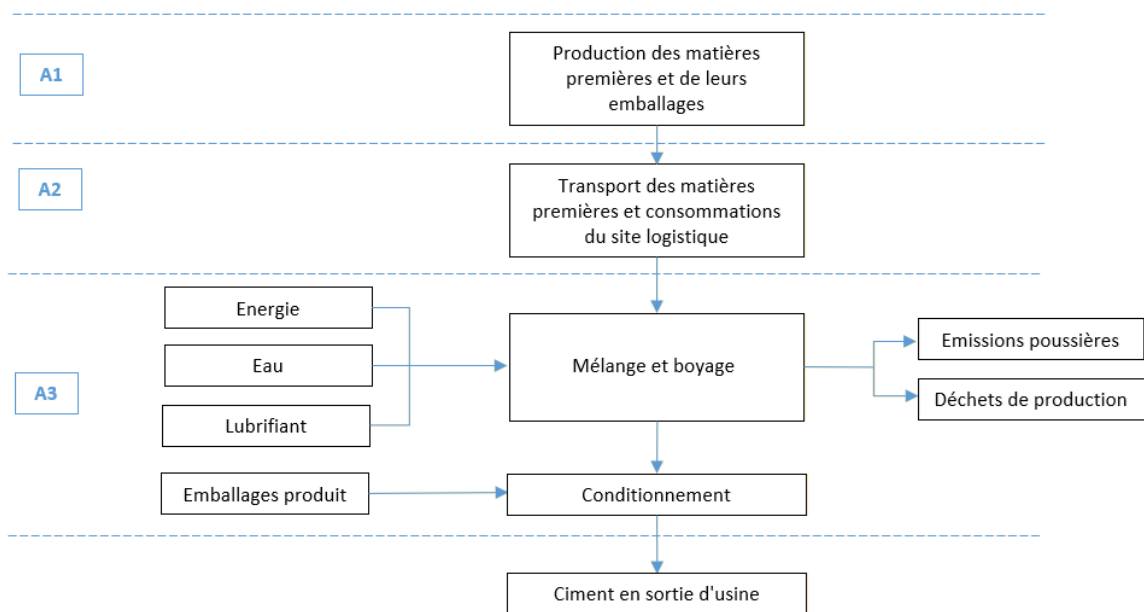 A1
Production des matières
premières et de leurs
emballages
A2
Transport des matières
premières et consommations
du site logistique
A3
Energie
Eau
Lubrifiant
Mélange et boyage
Emissions poussières
Déchets de production
Emballages produit
Conditionnement
Ciment en sortie d'usine